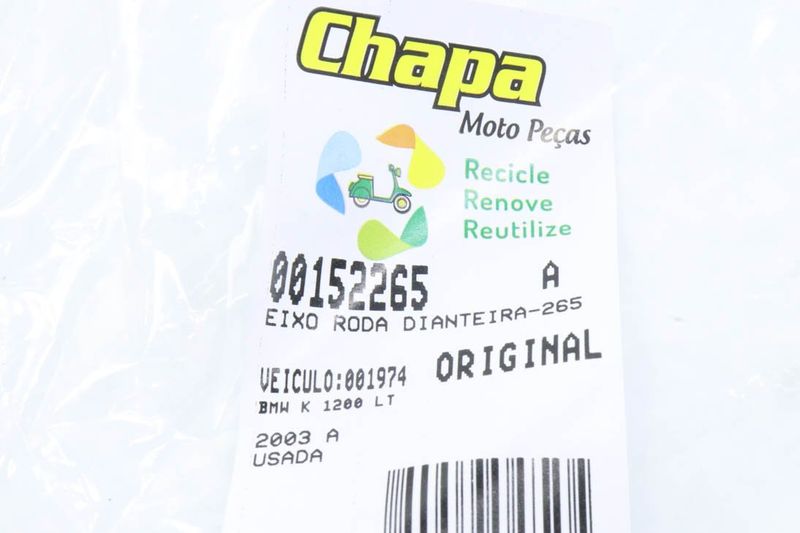 Chapa
Moto Peças
Recicle
Renove
Reutilize
00152265 A
EIXO RODA DIANTEIRA-265
VEICULO:001974 ORIGINAL
BMW K 1200 LT
2003 A
USADA